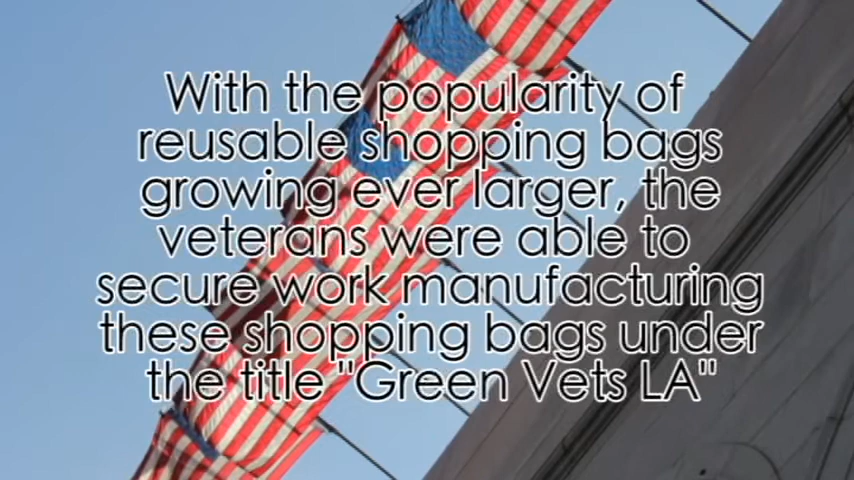 With the popularity of
reusable shopping bags
growing ever larger, the
veterans were able to
secure work manufacturing
these shopping bags under
the title "Green Vets LA"